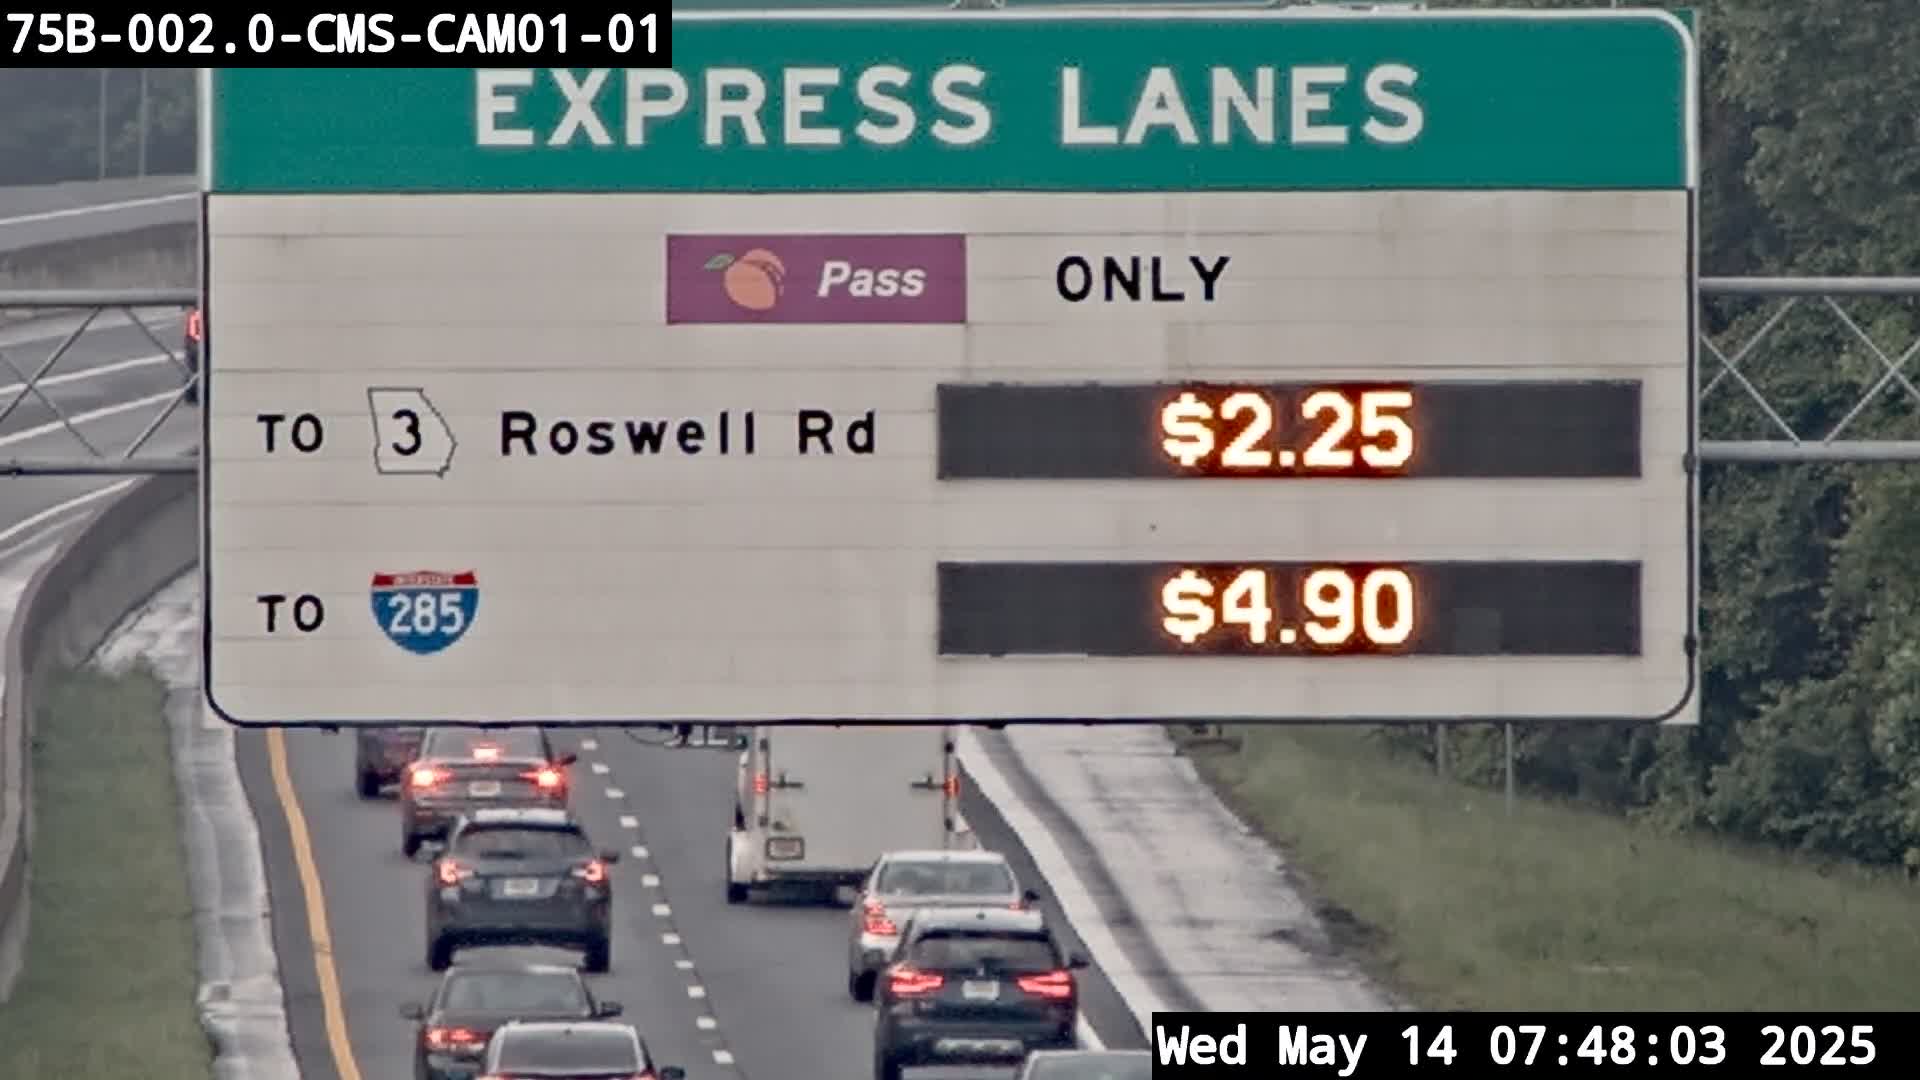 75B-002.0-CMS-CAM01-01
EXPRESS LANES
Pass ONLY
TO 3 Roswell Rd $2.25
TO INTERSTATE 285 $4.90
Wed May 14 07:48:03 2025